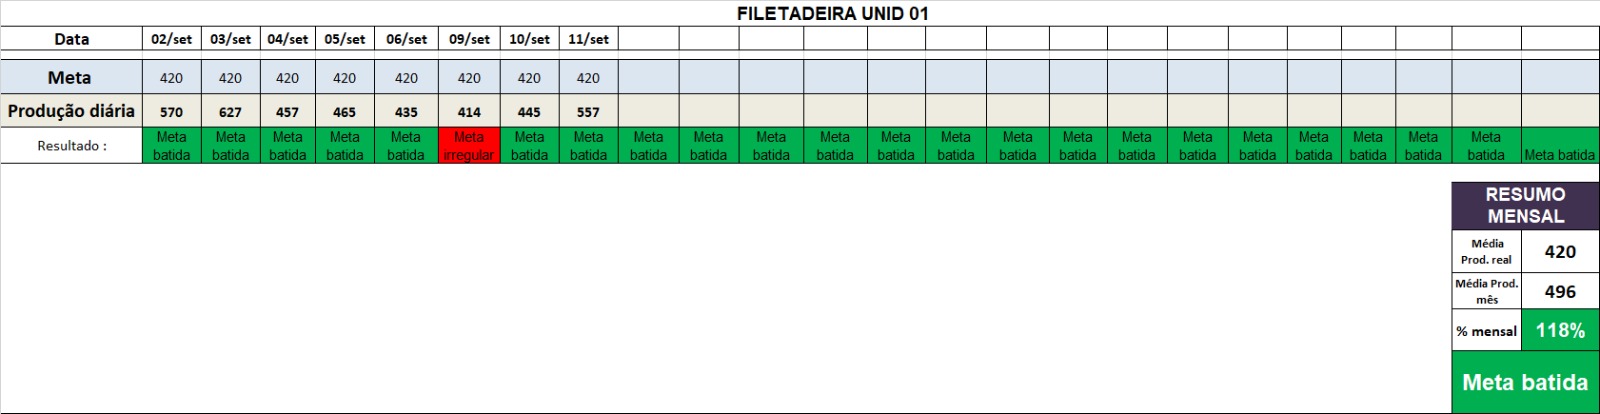 FILETADEIRA UNID 01
Data 02/set 03/set 04/set 05/set 06/set 09/set 10/set 11/set
Meta 420 420 420 420 420 420 420 420
Produção diária 570 627 457 465 435 414 445 557
Resultado : Meta batida Meta batida Meta batida Meta batida Meta batida Meta irregular Meta batida Meta batida Meta batida Meta batida Meta batida Meta batida Meta batida Meta batida Meta batida Meta batida Meta batida Meta batida Meta batida Meta batida Meta batida Meta batida Meta batida Meta batida
RESUMO
MENSAL
Média
Prod. real 420
Média Prod.
mês 496
% mensal 118%
Meta batida